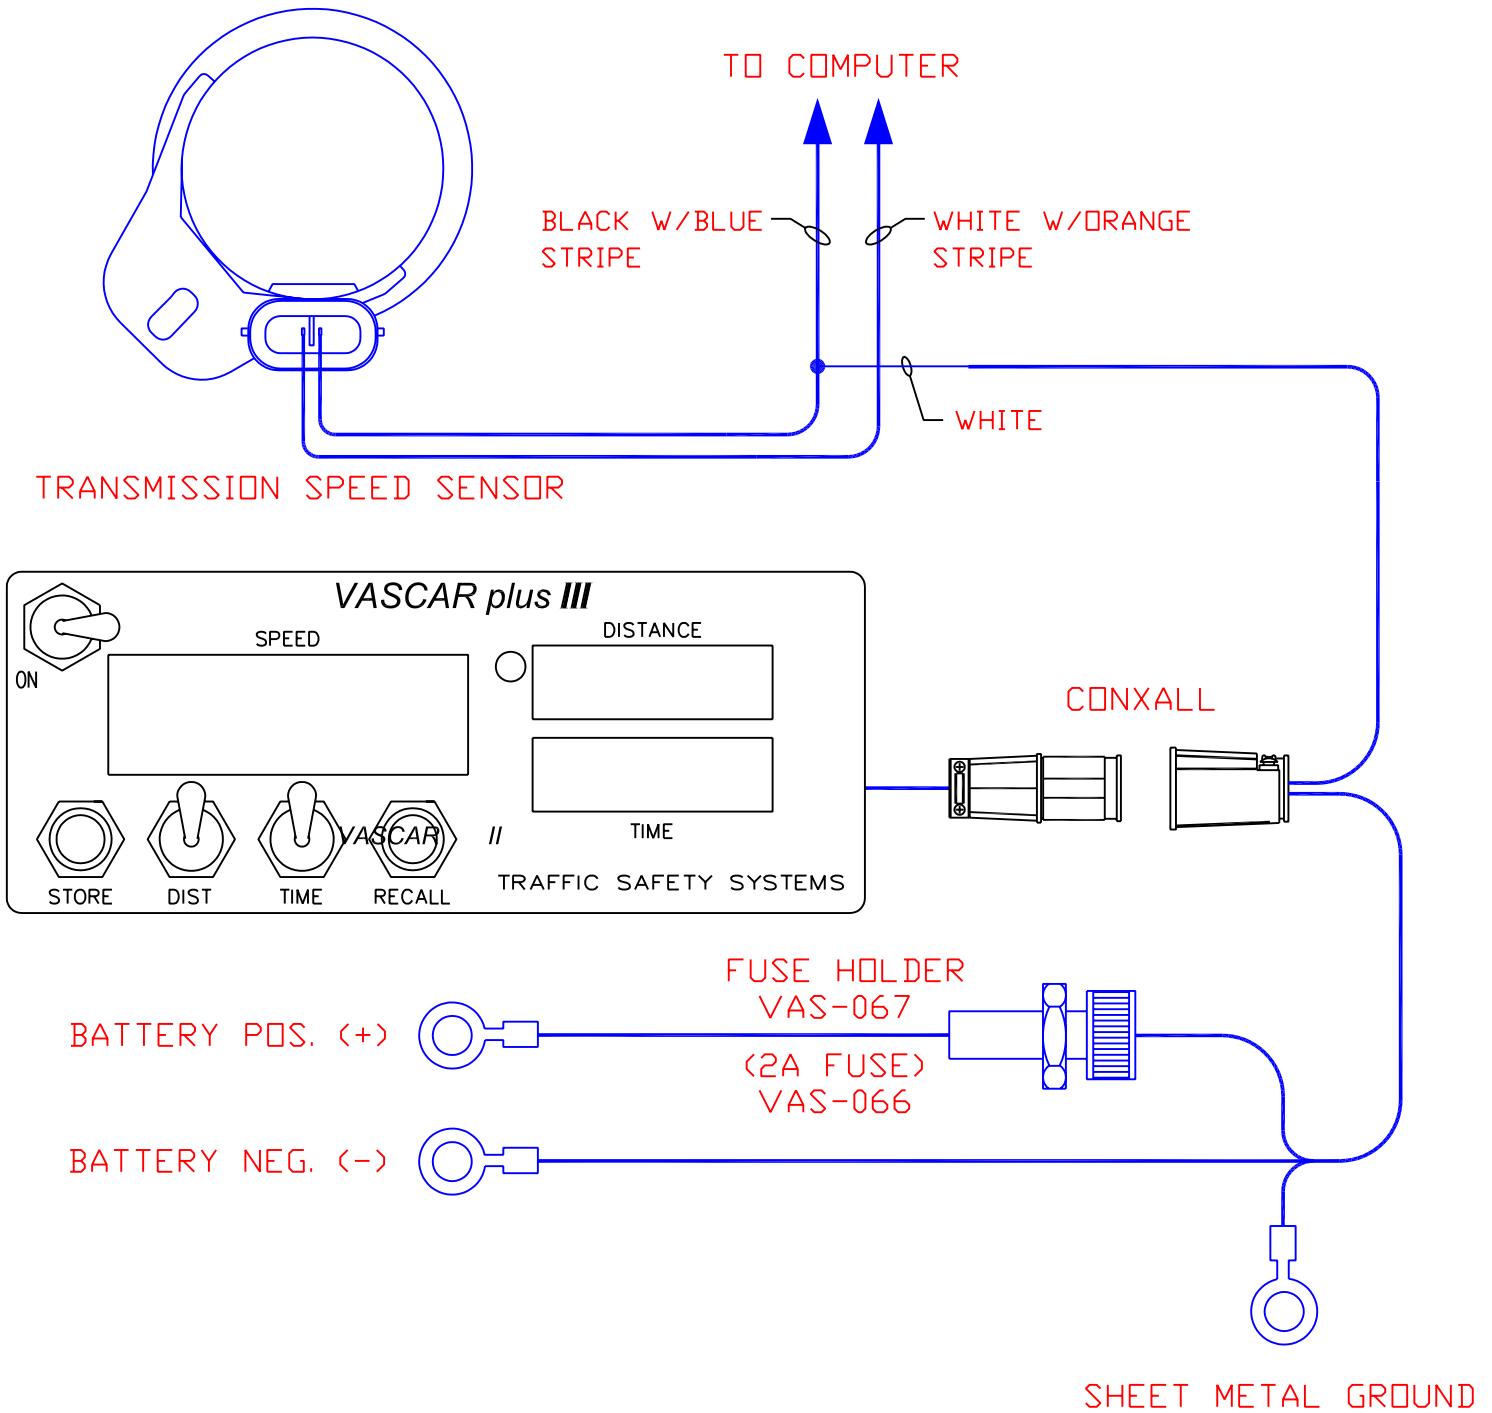 TO COMPUTER
BLACK W/BLUE
STRIPE
WHITE W/ORANGE
STRIPE
WHITE
TRANSMISSION SPEED SENSOR
VASCAR plus III
SPEED
DISTANCE
ON
CONXALL
TIME
VASCAR II
STORE
DIST
TIME
RECALL
TRAFFIC SAFETY SYSTEMS
FUSE HOLDER
VAS-067
BATTERY POS. (+)
(2A FUSE)
VAS-066
BATTERY NEG. (-)
SHEET METAL GROUND